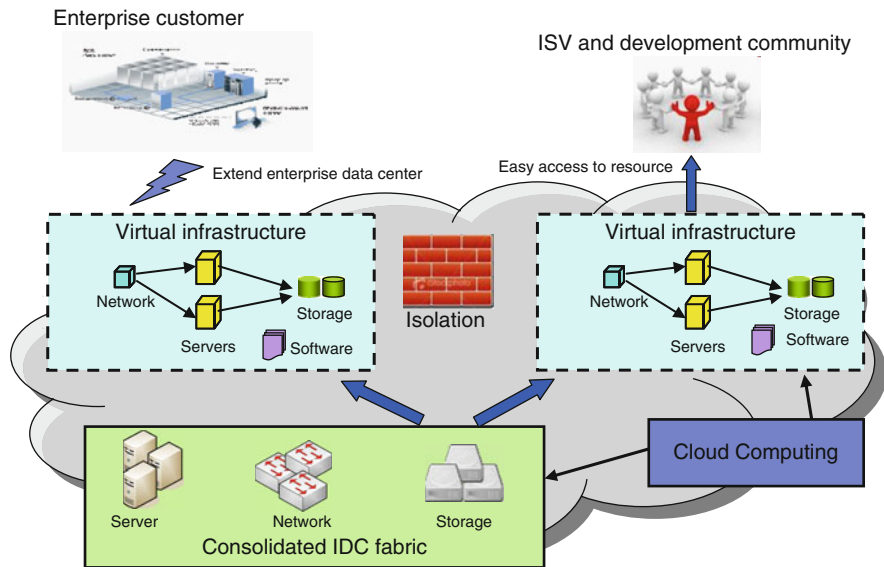 Enterprise customer
ISV and development community
Extend enterprise data center
Easy access to resource
Virtual infrastructure
Network
Servers
Storage
Software
Isolation
Virtual infrastructure
Network
Servers
Storage
Software
Cloud Computing
Server
Network
Storage
Consolidated IDC fabric